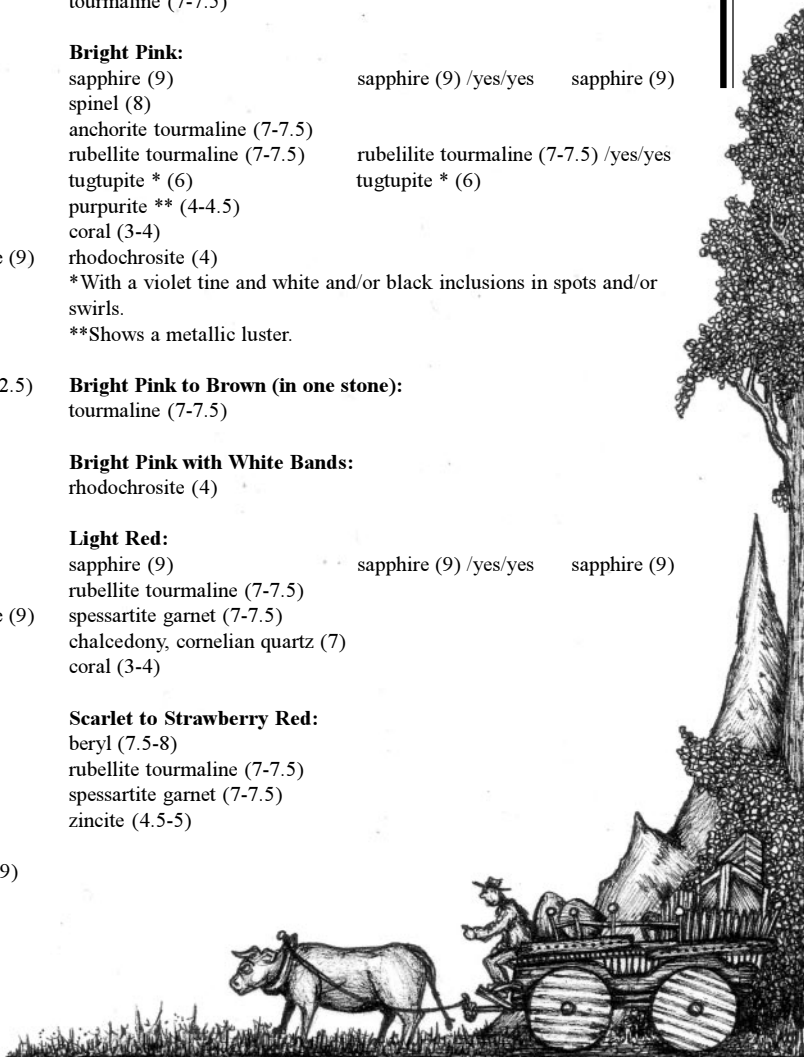 tourmaline (7-7.5)
Bright Pink:
sapphire (9) sapphire (9) /yes/yes sapphire (9)
spinel (8)
anchorite tourmaline (7-7.5)
rubellite tourmaline (7-7.5) rubelilite tourmaline (7-7.5) /yes/yes
tugtupite * (6) tugtupite * (6)
purpurite ** (4-4.5)
coral (3-4)
e (9) rhodochrosite (4)
*With a violet tine and white and/or black inclusions in spots and/or
swirls.
**Shows a metallic luster.
2.5) Bright Pink to Brown (in one stone):
tourmaline (7-7.5)
Bright Pink with White Bands:
rhodochrosite (4)
Light Red:
sapphire (9) sapphire (9) /yes/yes sapphire (9)
rubellite tourmaline (7-7.5)
e (9) spessartite garnet (7-7.5)
chalcedony, cornelian quartz (7)
coral (3-4)
Scarlet to Strawberry Red:
beryl (7.5-8)
rubellite tourmaline (7-7.5)
spessartite garnet (7-7.5)
zincite (4.5-5)
9)